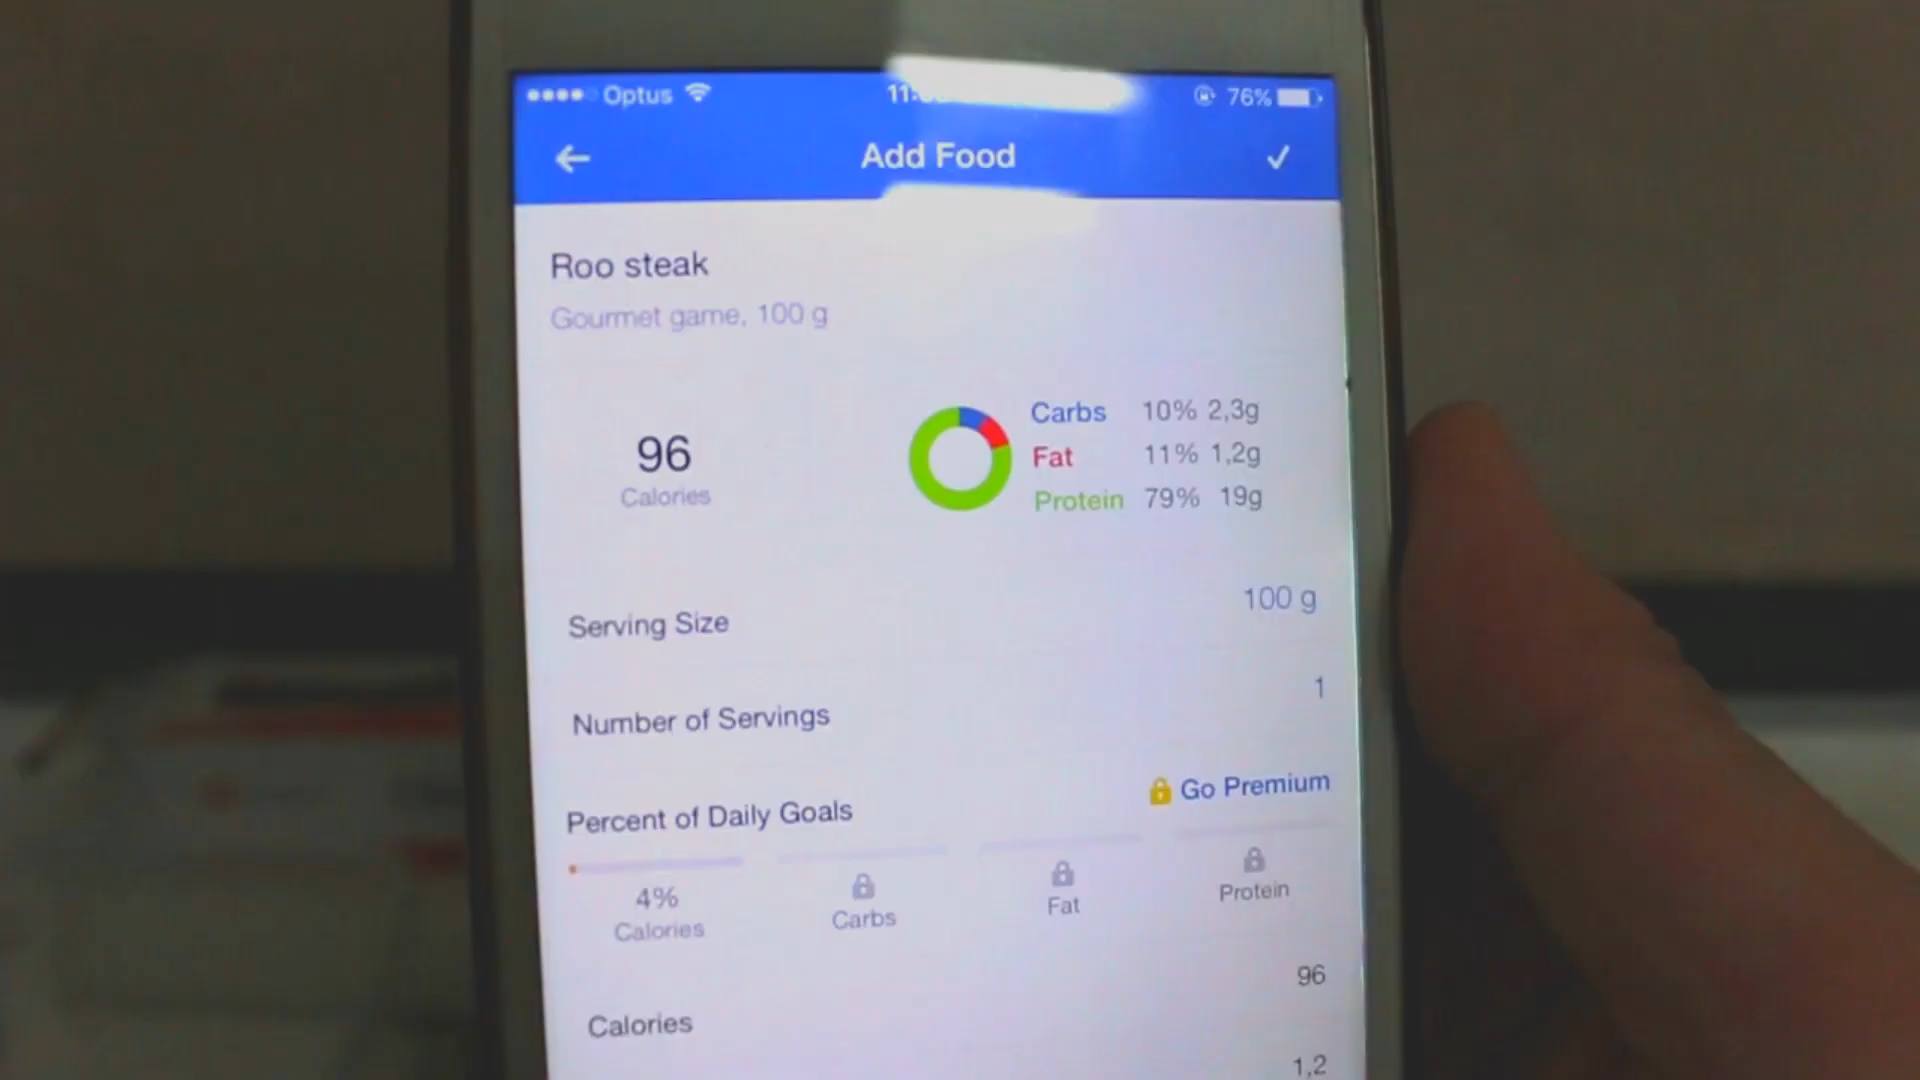 Optus 76%
Add Food
Roo steak
Gourmet game, 100 g
96
Calories
Carbs 10% 2,3g
Fat 11% 1,2g
Protein 79% 19g
Serving Size 100 g
Number of Servings 1
Percent of Daily Goals Go Premium
4%
Calories
Carbs
Fat
Protein
Calories 96
1,2